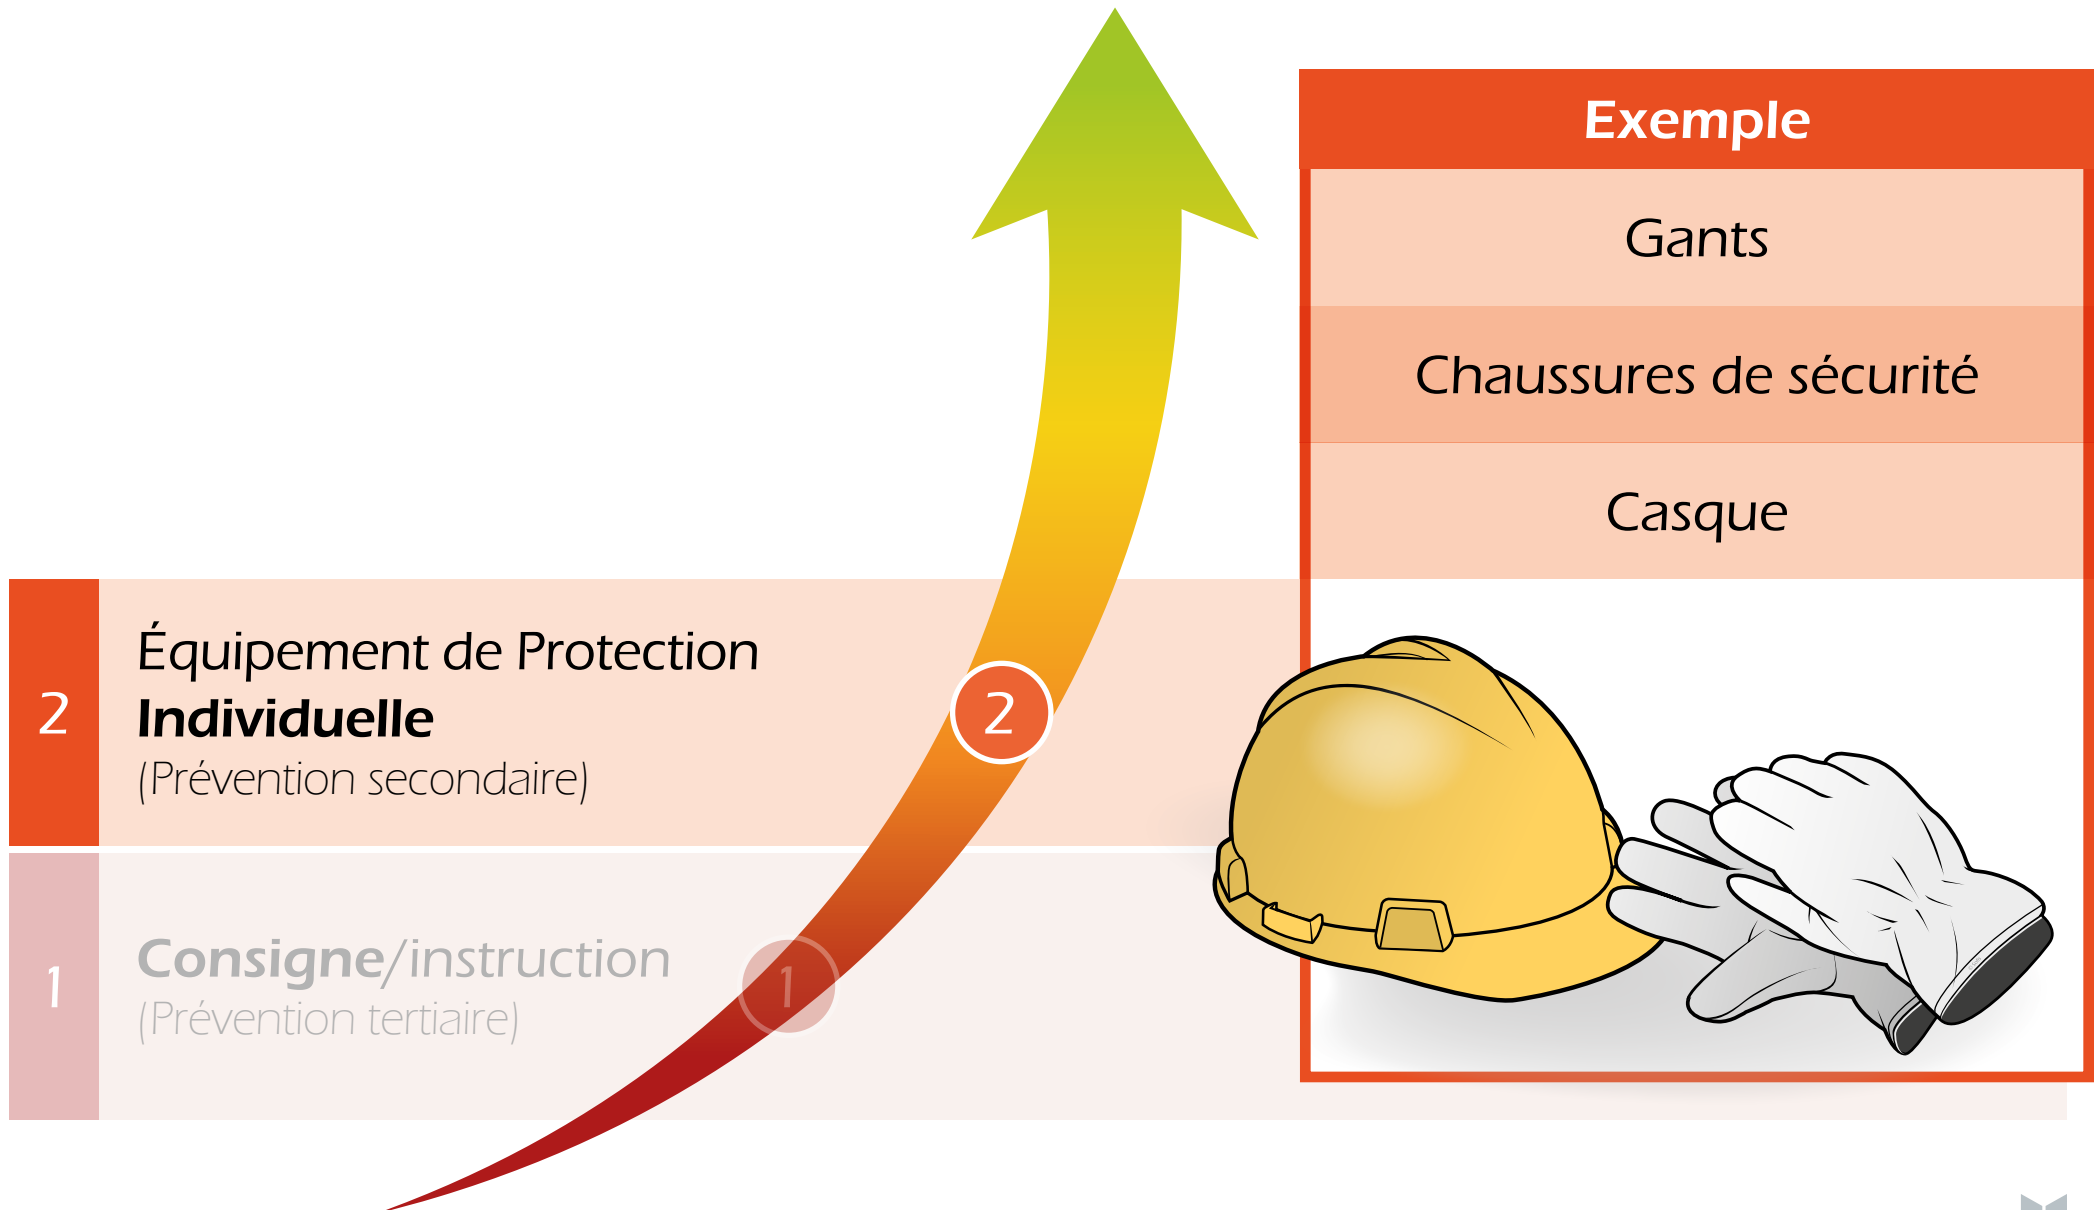 Exemple
Gants
Chaussures de sécurité
Casque
2
Équipement de Protection
Individuelle
(Prévention secondaire)
2
1
Consigne/instruction
(Prévention tertiaire)
1